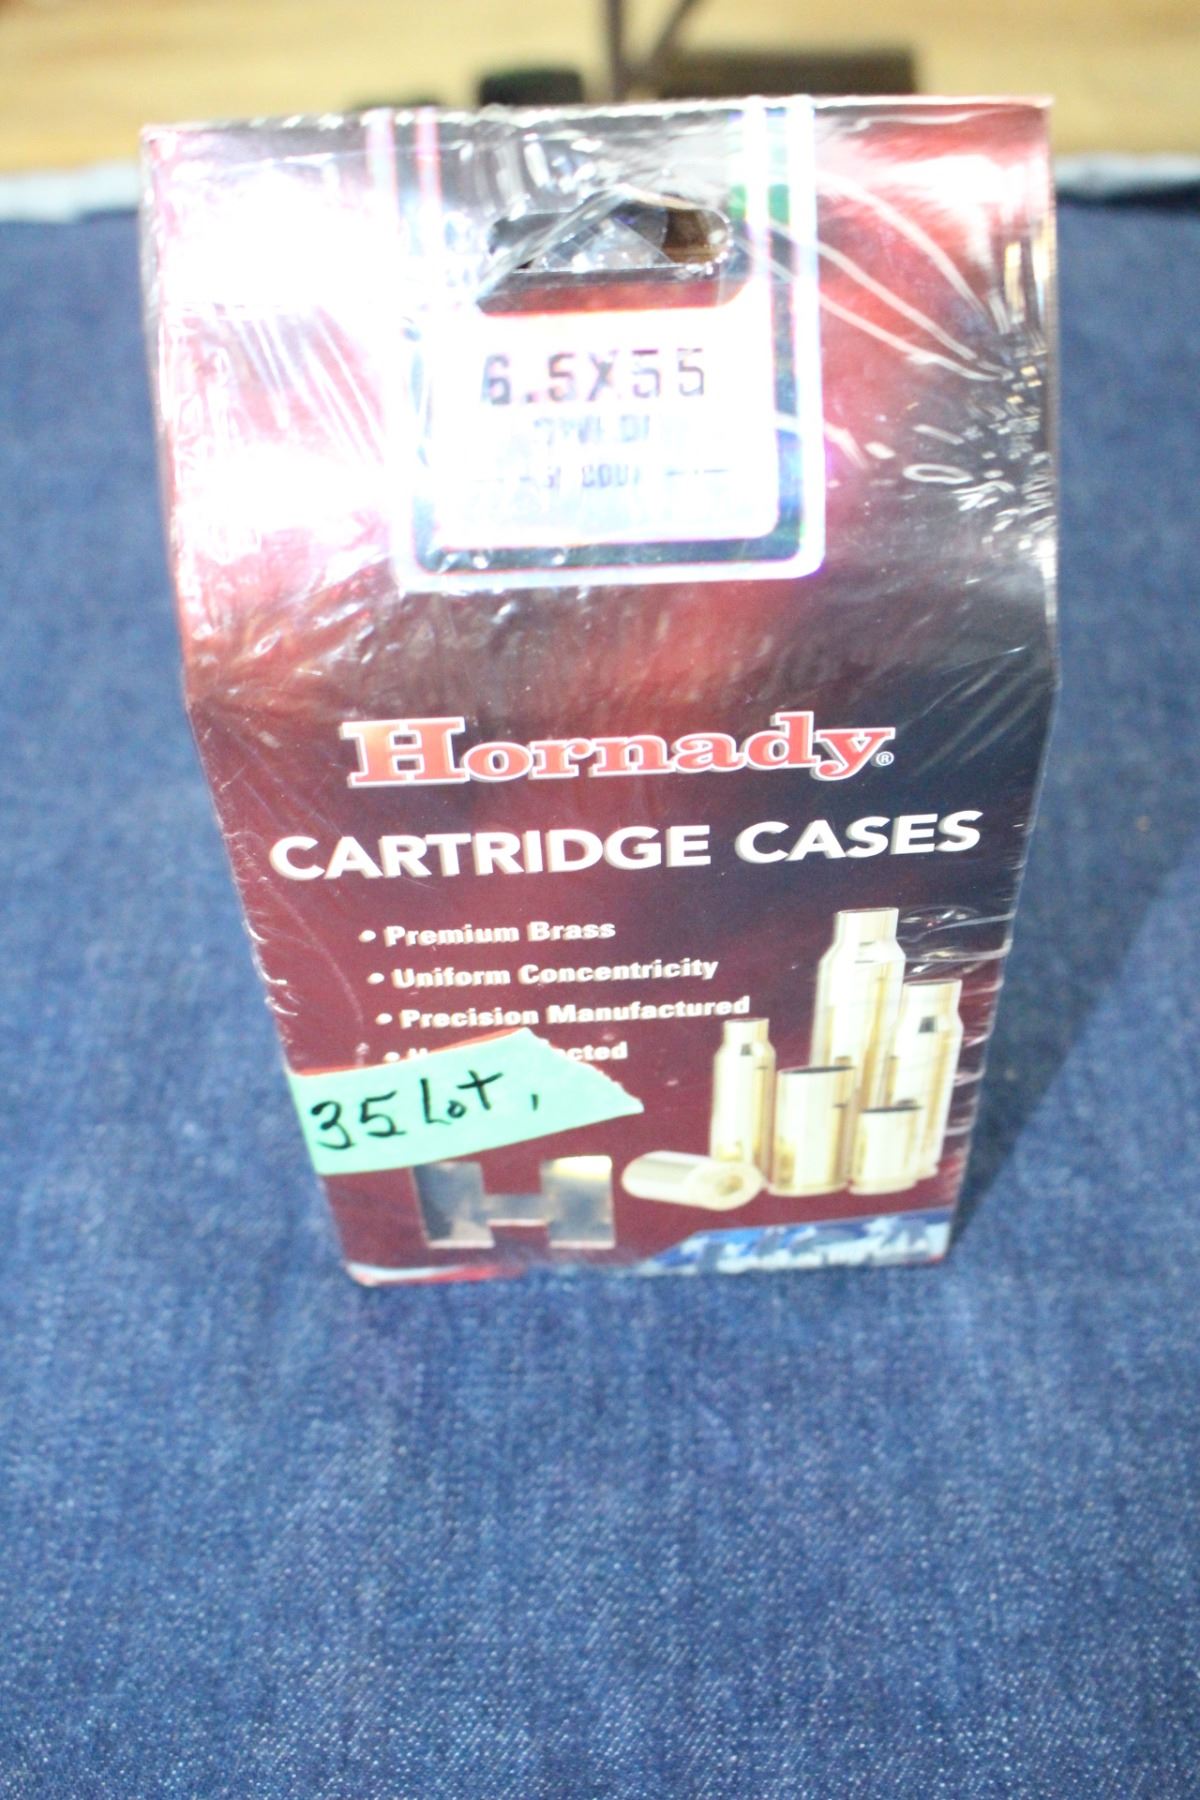 6.5X55
Hornady®
CARTRIDGE CASES
• Premium Brass
• Uniform Concentricity
• Precision Manufactured
35 Lot,
H